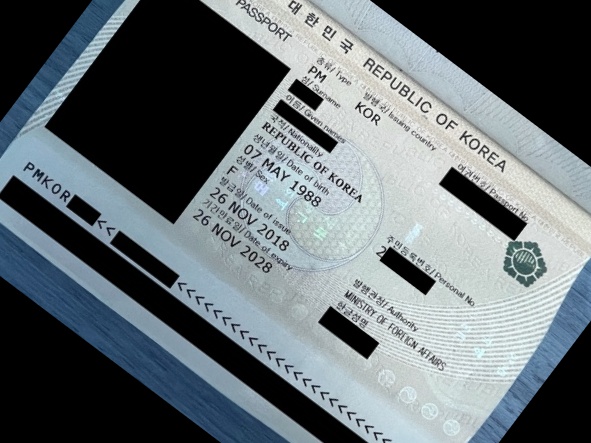 대한민국 REPUBLIC OF KOREA
PASSPORT
종류/ Type 발행국/ Issuing country 여권번호/ Passport No.
PM KOR
성/ Surname
이름/ Given names
국적/ Nationality
REPUBLIC OF KOREA
생년월일/ Date of birth 주민등록번호/ Personal No.
07 MAY 1988 2
성별/ Sex
F
발급일/ Date of issue 발행관청/ Authority
26 NOV 2018 MINISTRY OF FOREIGN AFFAIRS
기간만료일/ Date of expiry 한글성명
26 NOV 2028
PMKOR